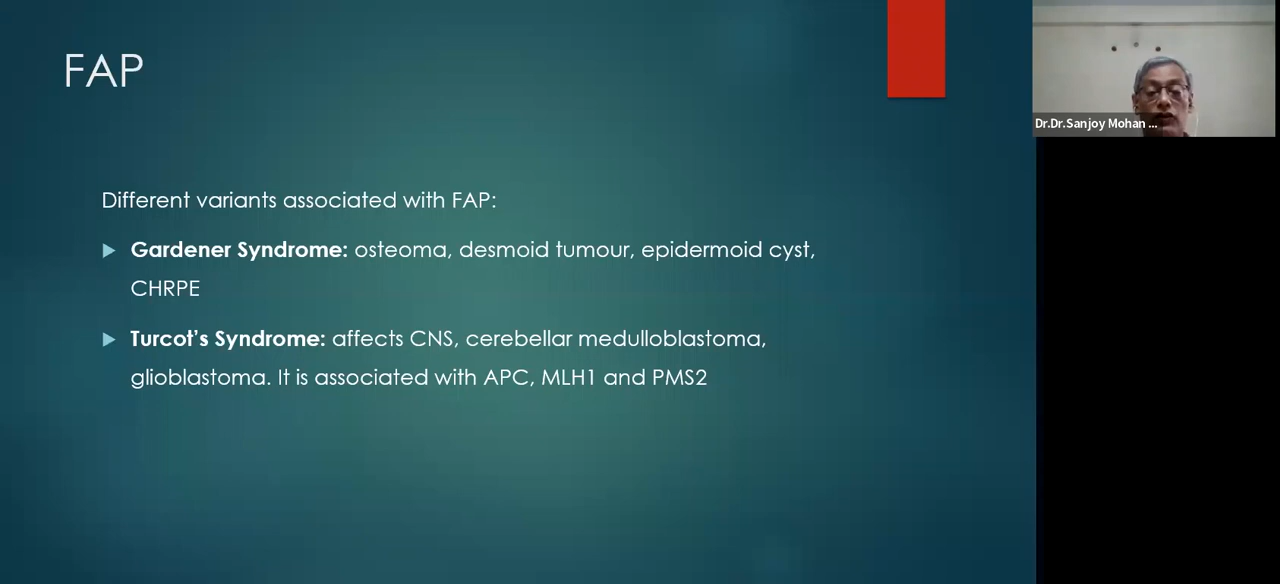 FAP
Different variants associated with FAP:
Gardener Syndrome: osteoma, desmoid tumour, epidermoid cyst,
CHRPE
Turcot's Syndrome: affects CNS, cerebellar medulloblastoma,
glioblastoma. It is associated with APC, MLH1 and PMS2
Dr.Dr.Sanjoy Mohan ...